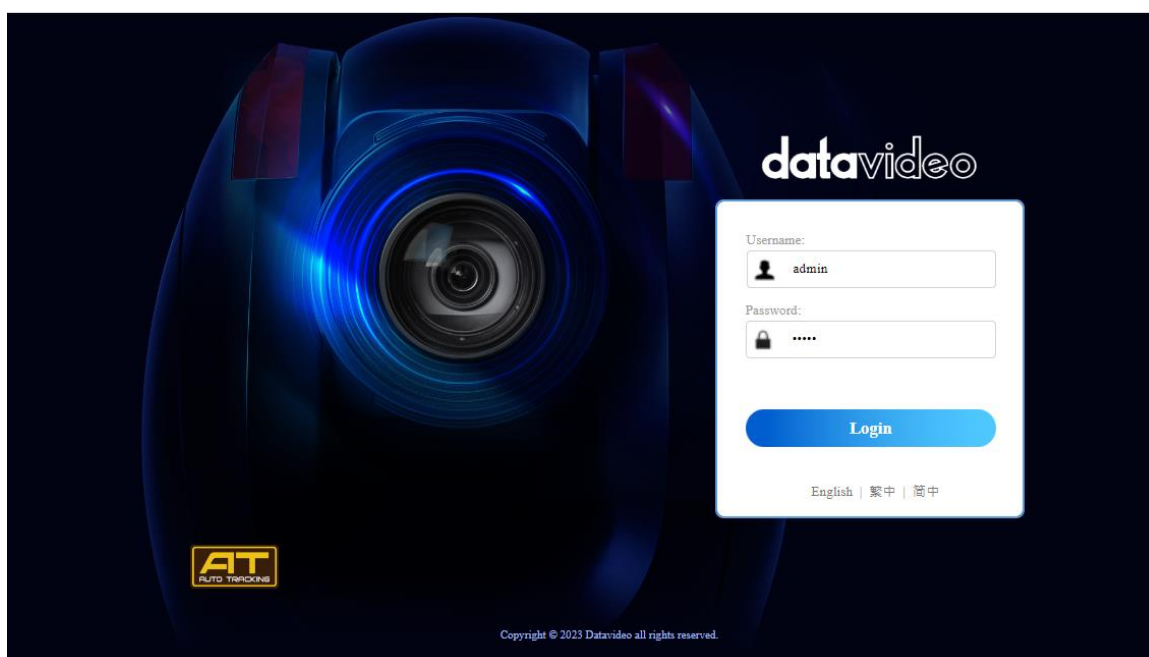 datavideo
Username:
admin
Password:
•••••
Login
English | 繁中 | 简中
AT
AUTO TRACKING
Copyright © 2023 Datavideo all rights reserved.